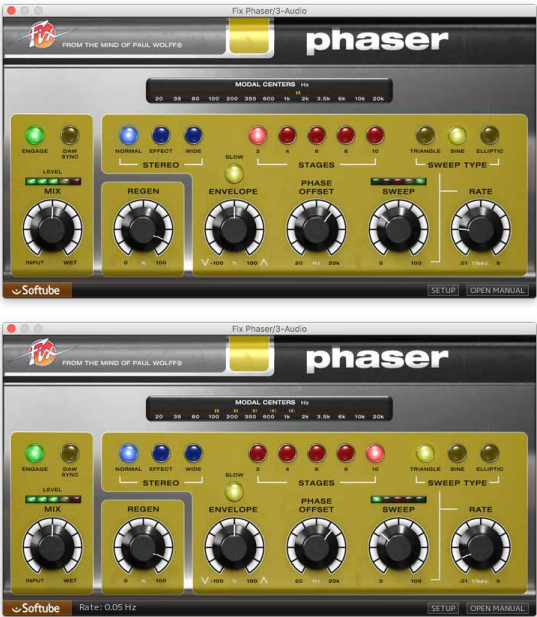 Fix Phaser/3-Audio
Fix
FROM THE MIND OF PAUL WOLFF®
phaser
MODAL CENTERS Hz
20 35 60 100 200 350 600 1k 2k 3.5k 6k 10k 20k
ENGAGE DAW SYNC NORMAL EFFECT WIDE 2 4 6 8 10 TRIANGLE SINE ELLIPTIC
STEREO STAGES SWEEP TYPE
SLOW
LEVEL
MIX REGEN ENVELOPE PHASE OFFSET SWEEP RATE
INPUT WET 0 % 100 -100 % 100 20 Hz 20k 0 100 .01 1/sec. 6
Softube SETUP OPEN MANUAL
Fix Phaser/3-Audio
Fix
FROM THE MIND OF PAUL WOLFF®
phaser
MODAL CENTERS Hz
20 35 60 100 200 350 600 1k 2k 3.5k 6k 10k 20k
ENGAGE DAW SYNC NORMAL EFFECT WIDE 2 4 6 8 10 TRIANGLE SINE ELLIPTIC
STEREO STAGES SWEEP TYPE
SLOW
LEVEL
MIX REGEN ENVELOPE PHASE OFFSET SWEEP RATE
INPUT WET 0 % 100 -100 % 100 20 Hz 20k 0 100 .01 1/sec. 6
Softube Rate: 0.05 Hz SETUP OPEN MANUAL